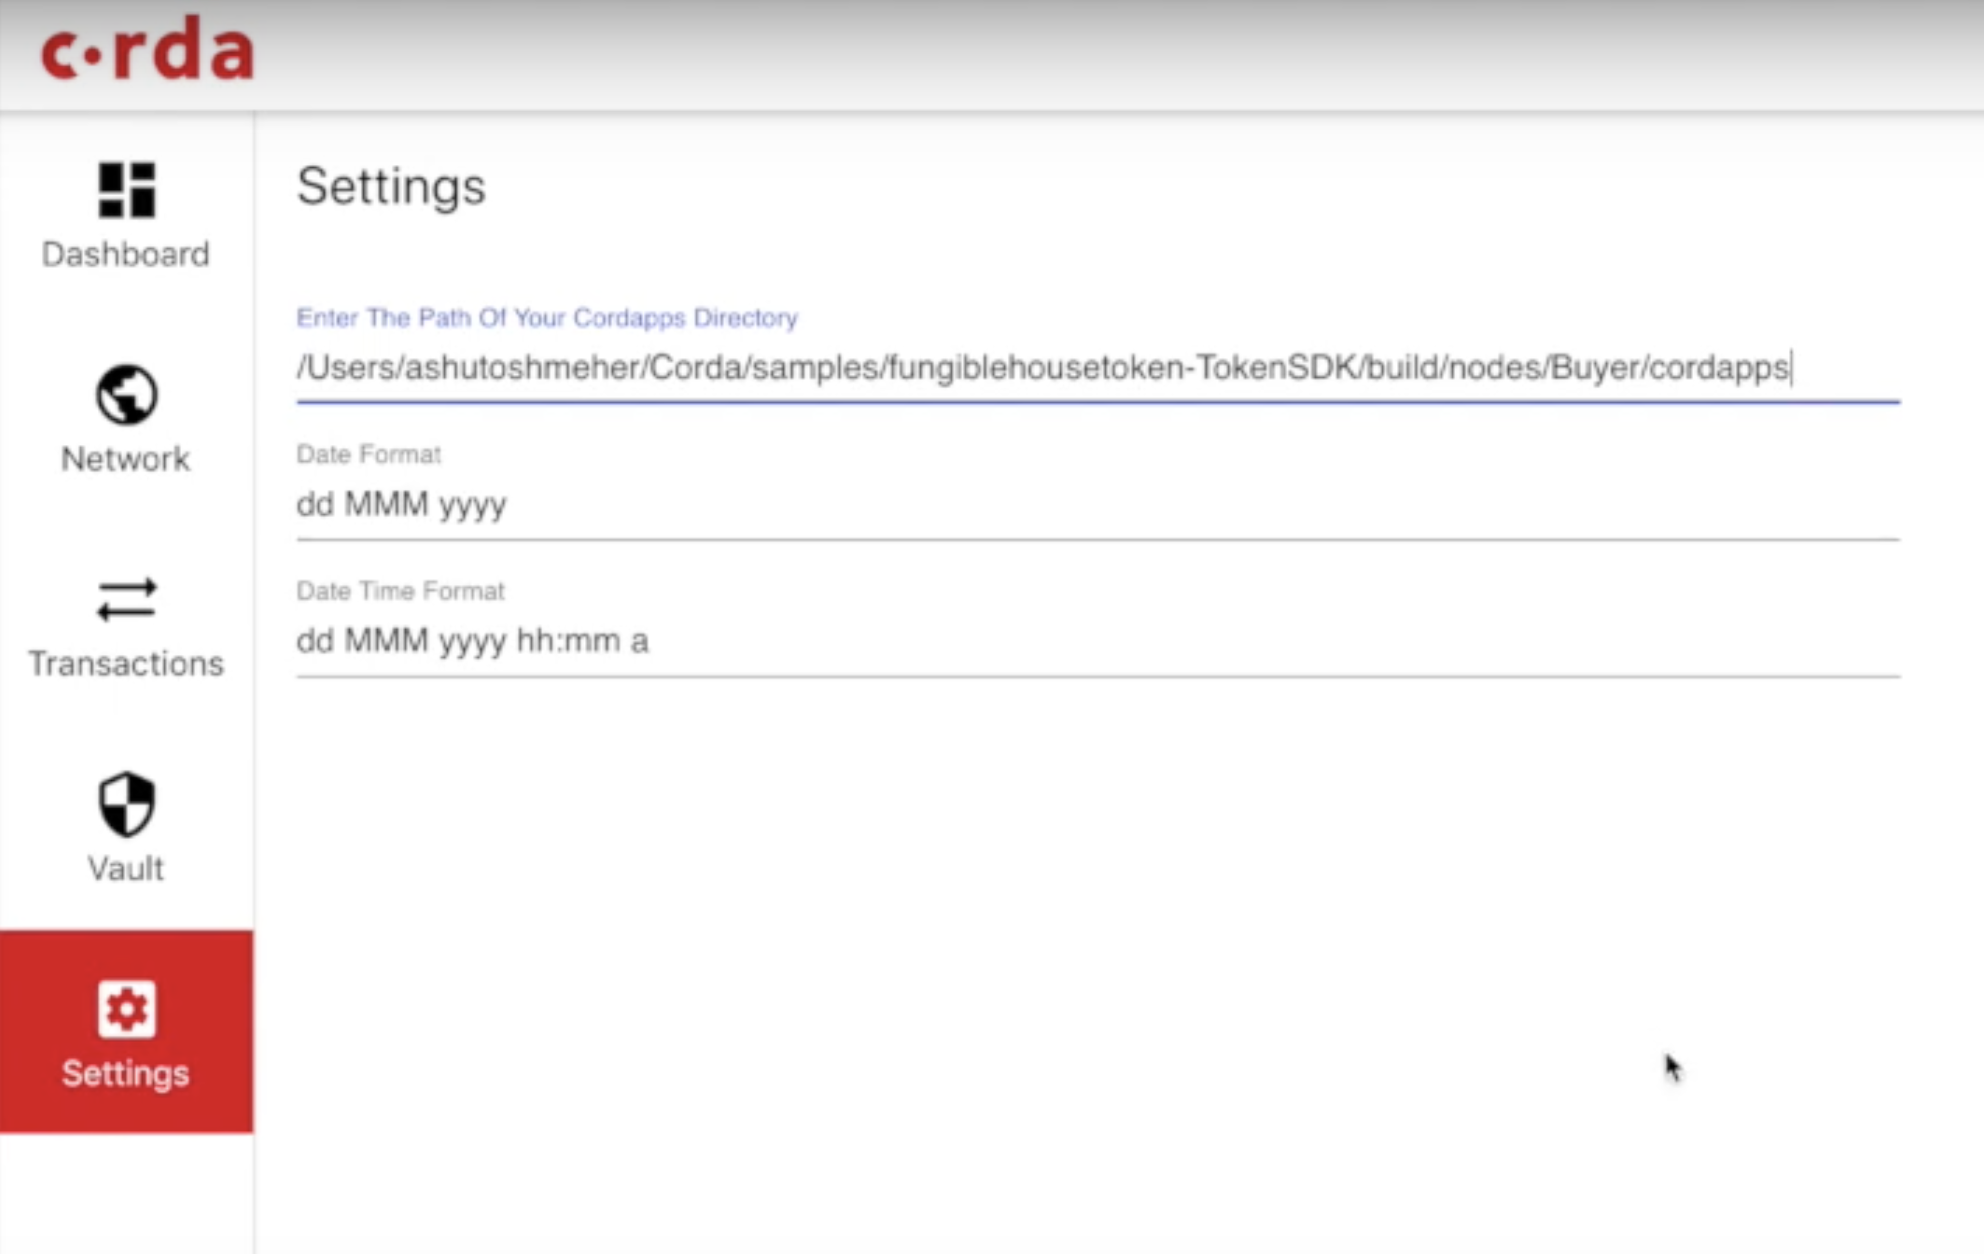 c•rda
Dashboard
Network
Transactions
Vault
Settings
Settings
Enter The Path Of Your Cordapps Directory
/Users/ashutoshmeher/Corda/samples/fungiblehousetoken-TokenSDK/build/nodes/Buyer/cordapps
Date Format
dd MMM yyyy
Date Time Format
dd MMM yyyy hh:mm a